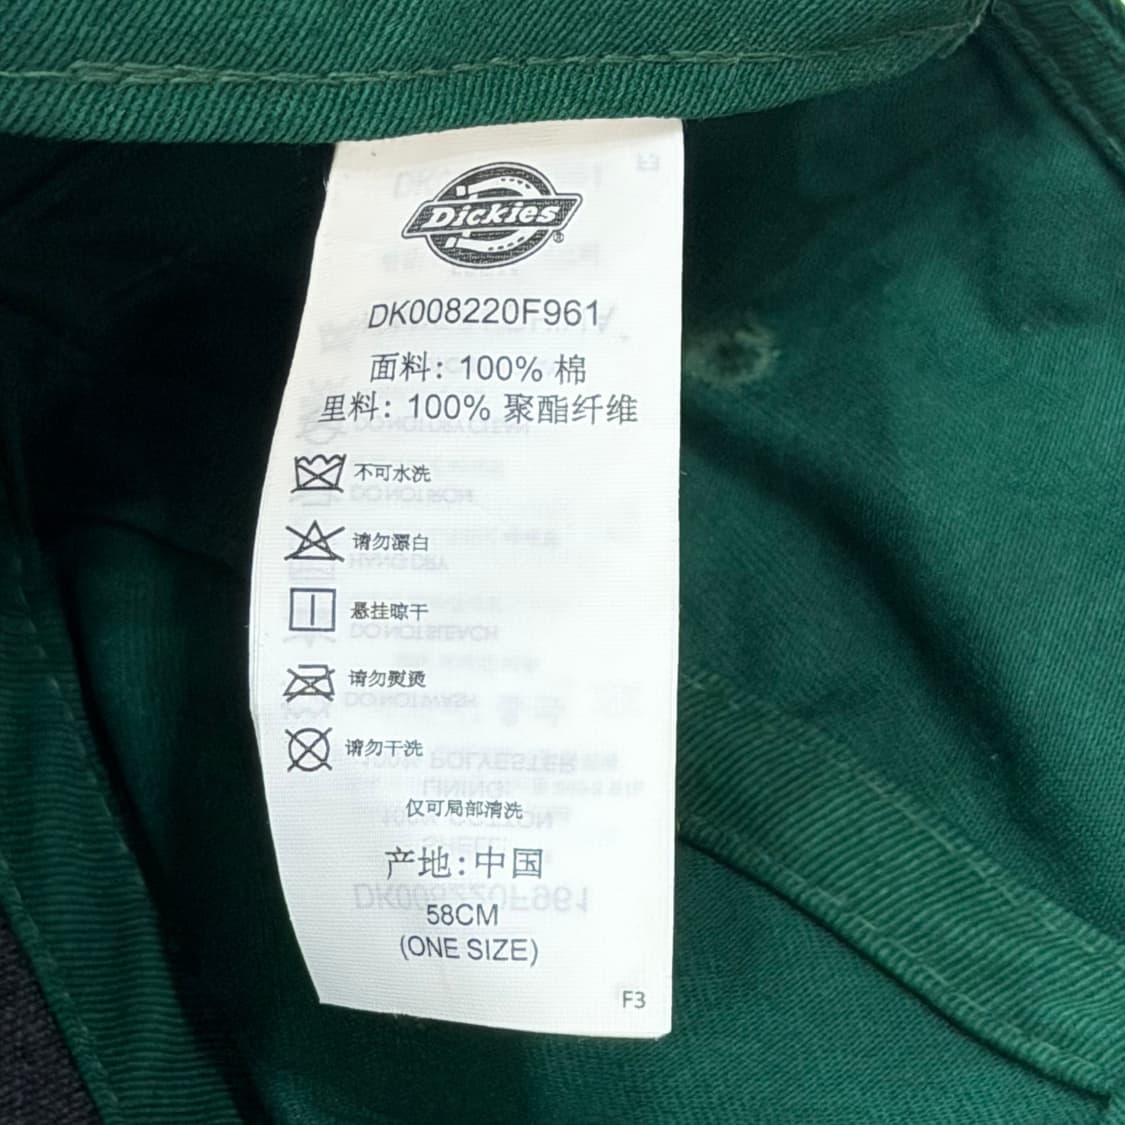 Dickies®
DK008220F961
面料: 100% 棉
里料: 100% 聚酯纤维
不可水洗
请勿漂白
悬挂晾干
请勿熨烫
请勿干洗
仅可局部清洗
产地:中国
58CM
(ONE SIZE)
F3